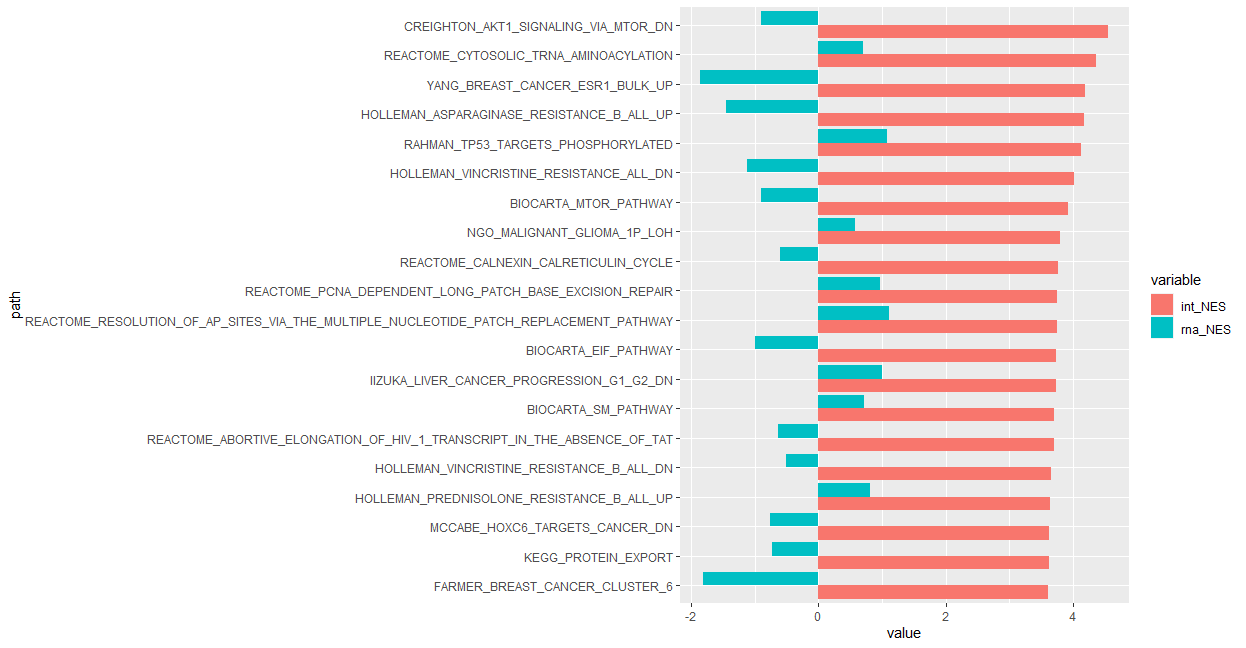 CREIGHTON_AKT1_SIGNALING_VIA_MTOR_DN
REACTOME_CYTOSOLIC_TRNA_AMINOACYLATION
YANG_BREAST_CANCER_ESR1_BULK_UP
HOLLEMAN_ASPARAGINASE_RESISTANCE_B_ALL_UP
RAHMAN_TP53_TARGETS_PHOSPHORYLATED
HOLLEMAN_VINCRISTINE_RESISTANCE_ALL_DN
BIOCARTA_MTOR_PATHWAY
NGO_MALIGNANT_GLIOMA_1P_LOH
REACTOME_CALNEXIN_CALRETICULIN_CYCLE
REACTOME_PCNA_DEPENDENT_LONG_PATCH_BASE_EXCISION_REPAIR
REACTOME_RESOLUTION_OF_AP_SITES_VIA_THE_MULTIPLE_NUCLEOTIDE_PATCH_REPLACEMENT_PATHWAY
BIOCARTA_EIF_PATHWAY
IIZUKA_LIVER_CANCER_PROGRESSION_G1_G2_DN
BIOCARTA_SM_PATHWAY
REACTOME_ABORTIVE_ELONGATION_OF_HIV_1_TRANSCRIPT_IN_THE_ABSENCE_OF_TAT
HOLLEMAN_VINCRISTINE_RESISTANCE_B_ALL_DN
HOLLEMAN_PREDNISOLONE_RESISTANCE_B_ALL_UP
MCCABE_HOXC6_TARGETS_CANCER_DN
KEGG_PROTEIN_EXPORT
FARMER_BREAST_CANCER_CLUSTER_6
path
-2 0 2 4
value
variable
int_NES
rna_NES